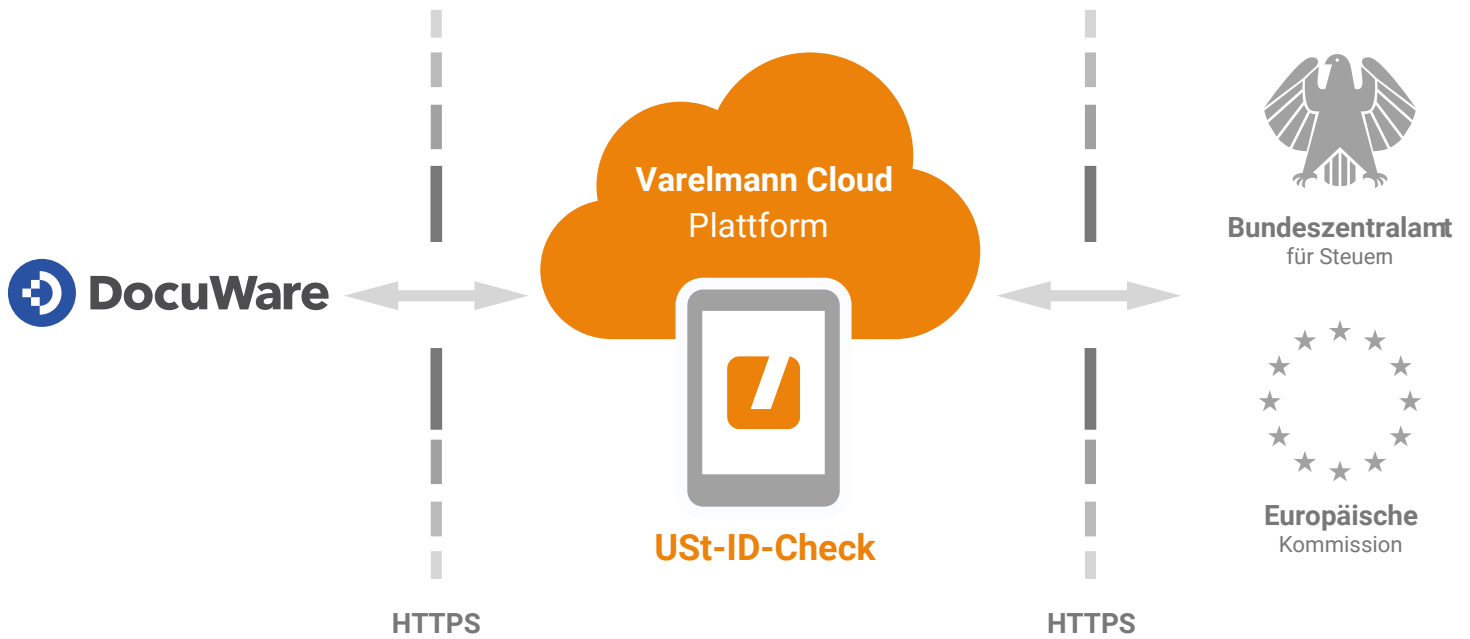 Varelmann Cloud
Plattform
DocuWare
USt-ID-Check
Bundeszentralamt
für Steuern
Europäische
Kommission
HTTPS
HTTPS